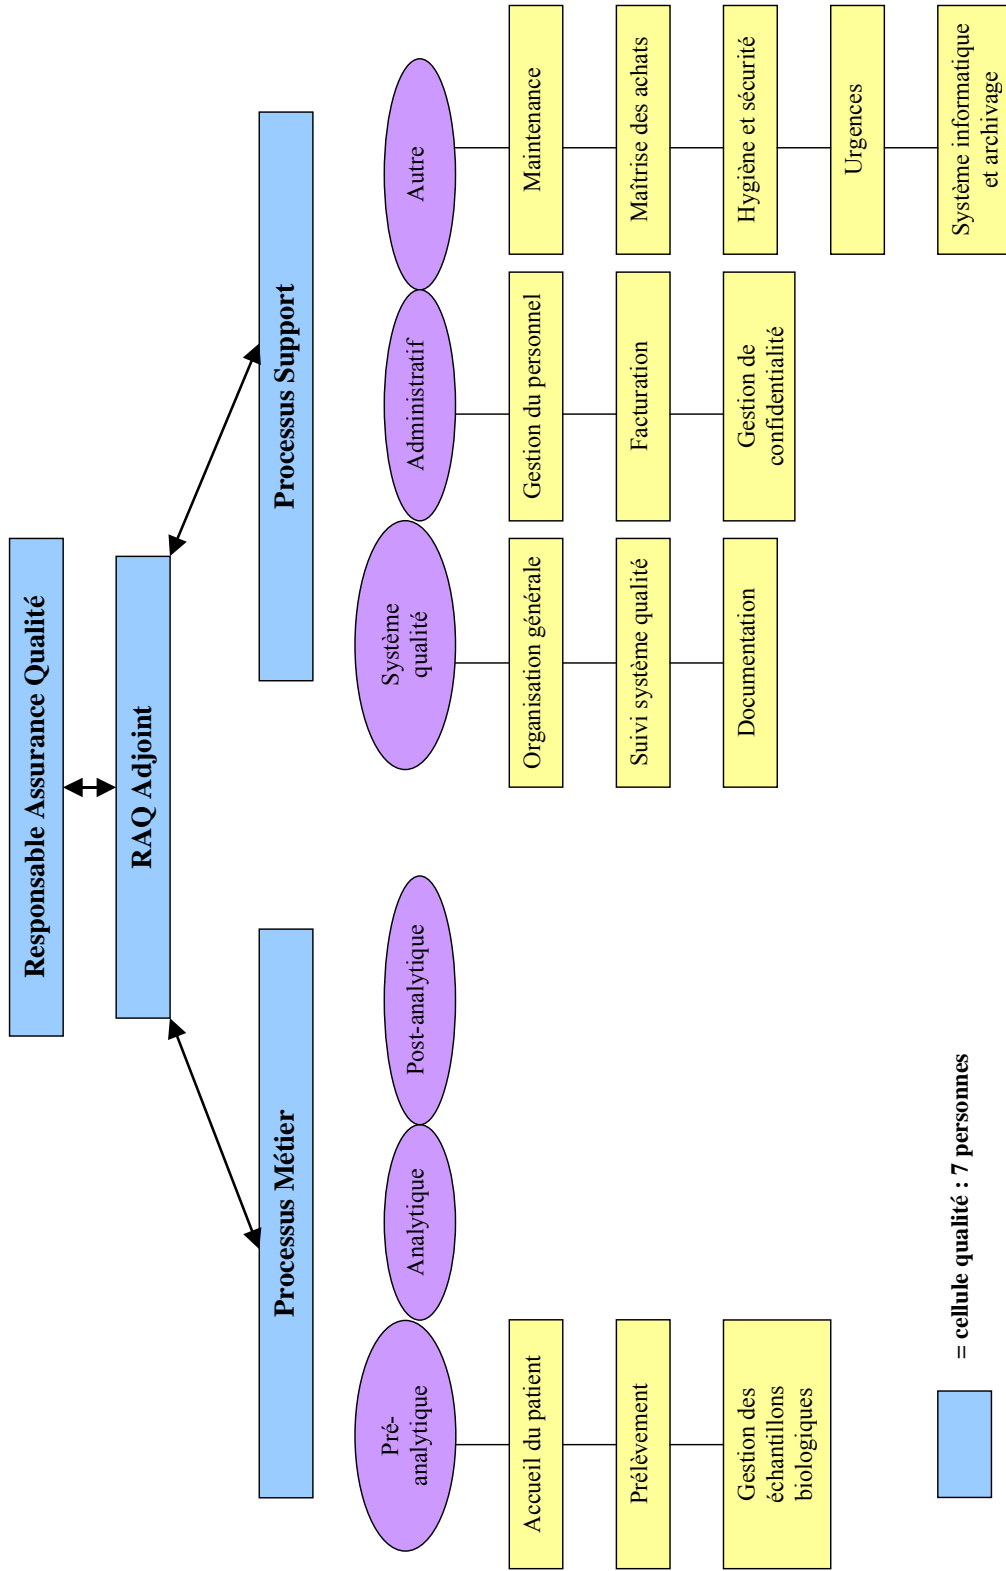 Responsable Assurance Qualité
RAQ Adjoint
Processus Métier
Processus Support
Pré-
analytique
Analytique
Post-analytique
Système
qualité
Administratif
Autre
Accueil du patient
Prélèvement
Gestion des
échantillons
biologiques
Organisation générale
Suivi système qualité
Documentation
Gestion du personnel
Facturation
Gestion de
confidentialité
Maintenance
Maîtrise des achats
Hygiène et sécurité
Urgences
Système informatique
et archivage
= cellule qualité : 7 personnes